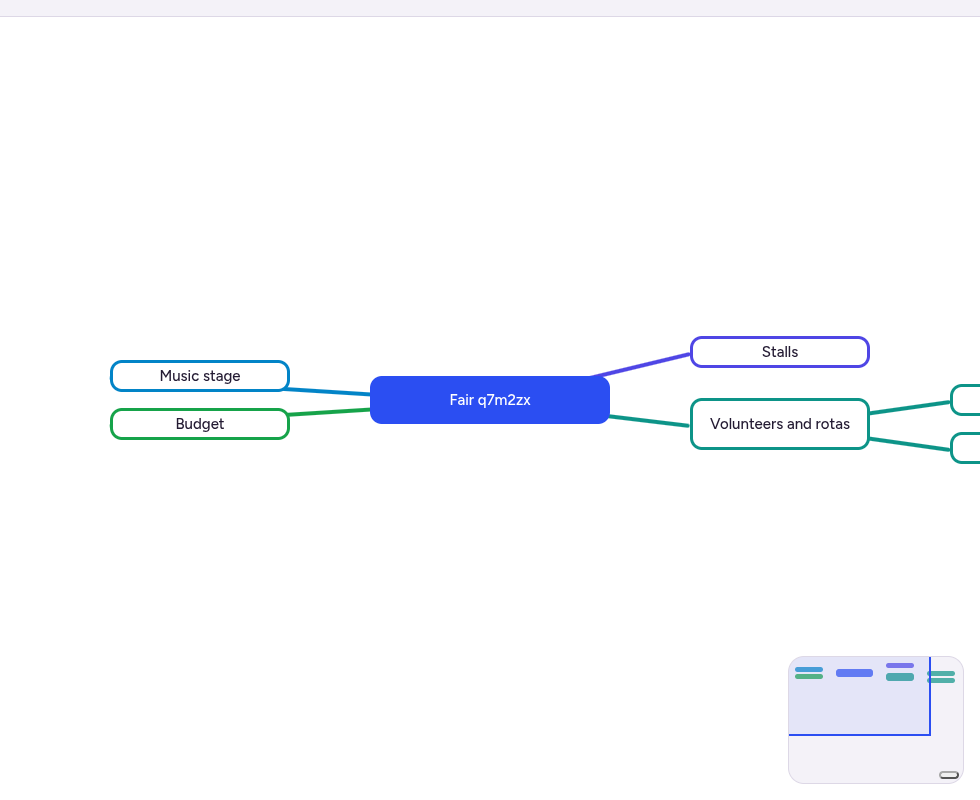 Music stage
Budget
Fair q7m2zx
Stalls
Volunteers and rotas